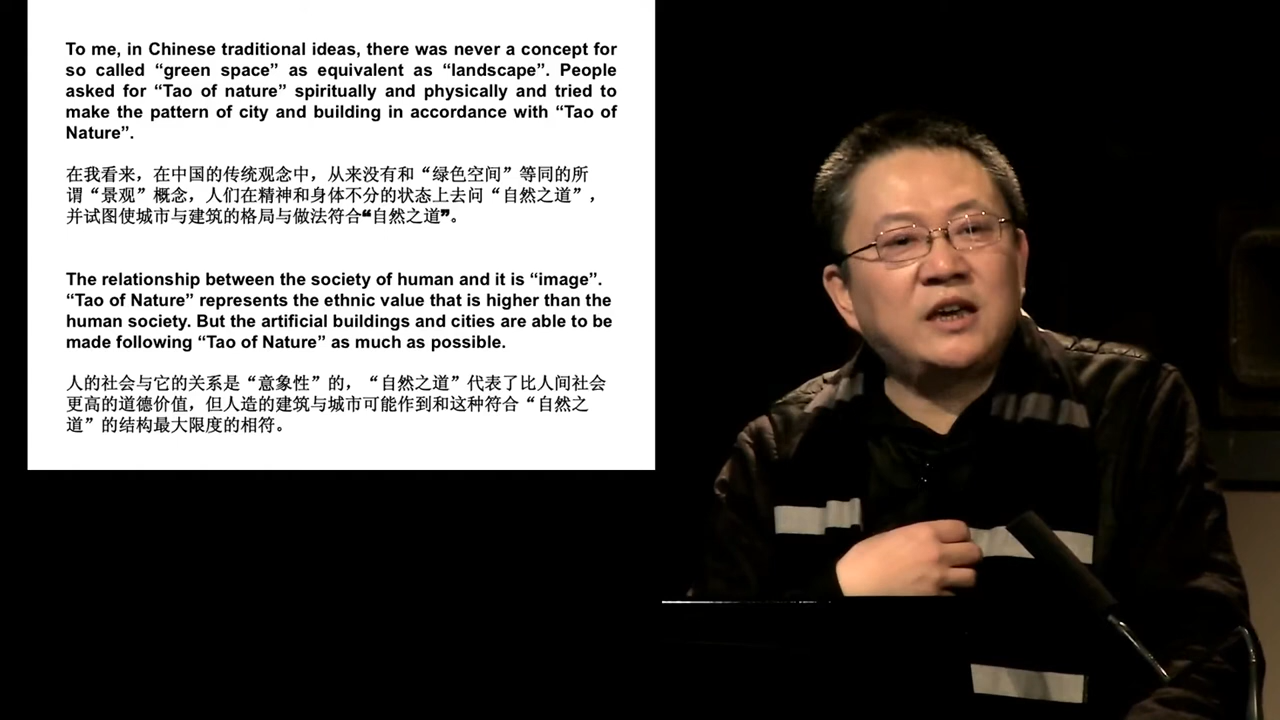 To me, in Chinese traditional ideas, there was never a concept for
so called “green space” as equivalent as “landscape”. People
asked for “Tao of nature” spiritually and physically and tried to
make the pattern of city and building in accordance with “Tao of
Nature”.
在我看来，在中国的传统观念中，从来没有和“绿色空间”等同的所
谓“景观”概念，人们在精神和身体不分的状态上去问“自然之道”，
并试图使城市与建筑的格局与做法符合“自然之道”。
The relationship between the society of human and it is “image”.
“Tao of Nature” represents the ethnic value that is higher than the
human society. But the artificial buildings and cities are able to be
made following “Tao of Nature” as much as possible.
人的社会与它的关系是“意象性”的，“自然之道”代表了比人间社会
更高的道德价值，但人造的建筑与城市可能作到和这种符合“自然之
道”的结构最大限度的相符。